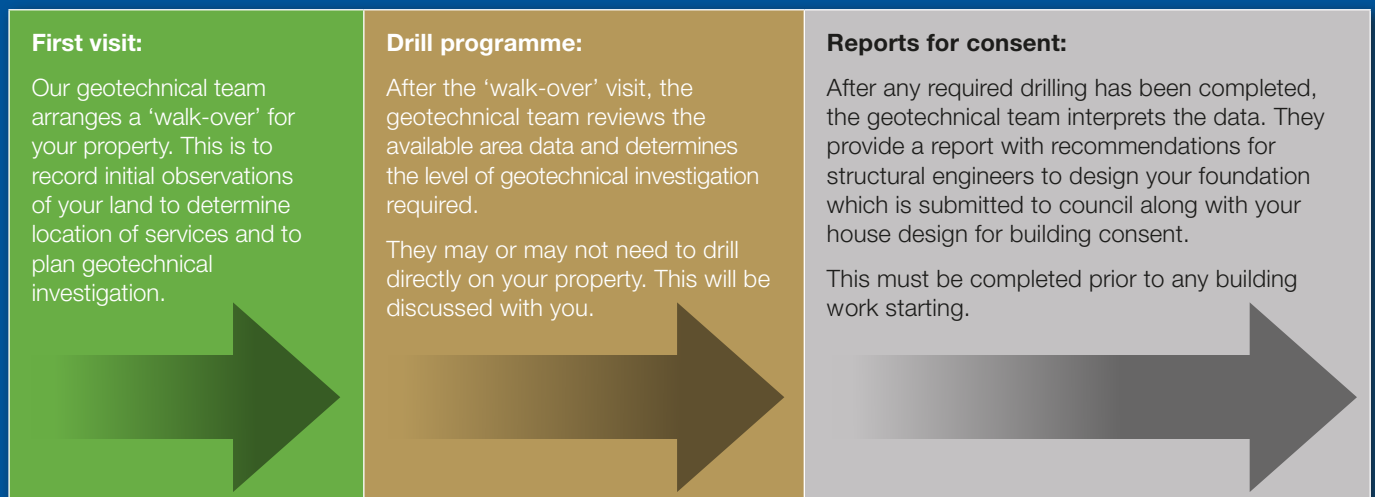 First visit:
Our geotechnical team
arranges a ‘walk-over’ for
your property. This is to
record initial observations
of your land to determine
location of services and to
plan geotechnical
investigation.
Drill programme:
After the ‘walk-over’ visit, the
geotechnical team reviews the
available area data and determines
the level of geotechnical investigation
required.
They may or may not need to drill
directly on your property. This will be
discussed with you.
Reports for consent:
After any required drilling has been completed,
the geotechnical team interprets the data. They
provide a report with recommendations for
structural engineers to design your foundation
which is submitted to council along with your
house design for building consent.
This must be completed prior to any building
work starting.